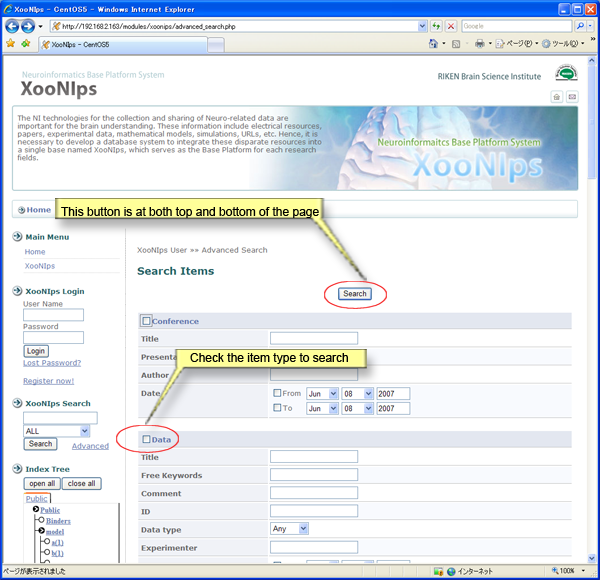 XooNIps - CentOS5 - Windows Internet Explorer
http://192.168.2.163/modules/xoonips/advanced_search.php
Google
XooNIps - CentOS5
ページ(P)
ツール(O)
Neuroinformatics Base Platform System
XooNIps
RIKEN Brain Science Institute
The NI technologies for the collection and sharing of Neuro-related data are
important for the brain understanding. These information include electrical resources,
papers, experimental data, mathematical models, simulations, URLs, etc. Hence, it is
necessary to develop a database system to integrate these disparate resources into
a single base named XooNIps, which serves as the Base Platform for each research
fields.
Neuroinformaitcs Base Platform System
XooNIps
Home
This button is at both top and bottom of the page
Main Menu
Home
XooNIps
XooNIps Login
User Name
Password
Login
Lost Password?
Register now!
XooNIps Search
ALL
Search
Advanced
Index Tree
open all
close all
Public
Public
Binders
model
a(1)
b(1)
XooNIps User »» Advanced Search
Search Items
Search
Conference
Title
Presenta
Check the item type to search
Author
Date
From
Jun
08
2007
To
Jun
08
2007
Data
Title
Free Keywords
Comment
ID
Data type
Any
Experimenter
ページが表示されました
インターネット
100%